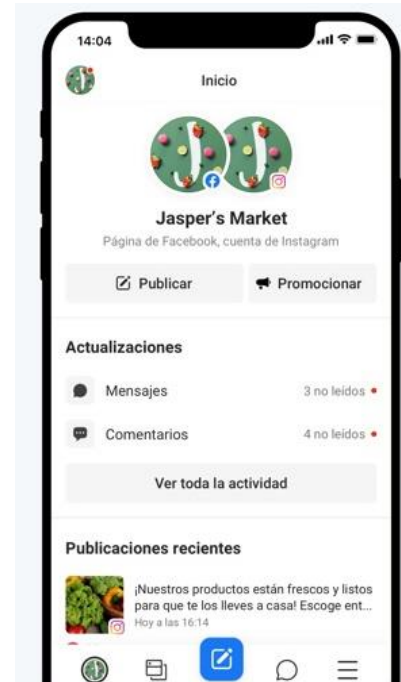 14:04
Inicio
Jasper's Market
Página de Facebook, cuenta de Instagram
Publicar
Promocionar
Actualizaciones
Mensajes
3 no leídos
Comentarios
4 no leídos
Ver toda la actividad
Publicaciones recientes
¡Nuestros productos están frescos y listos
para que te los lleves a casa! Escoge ent...
Hoy a las 16:14